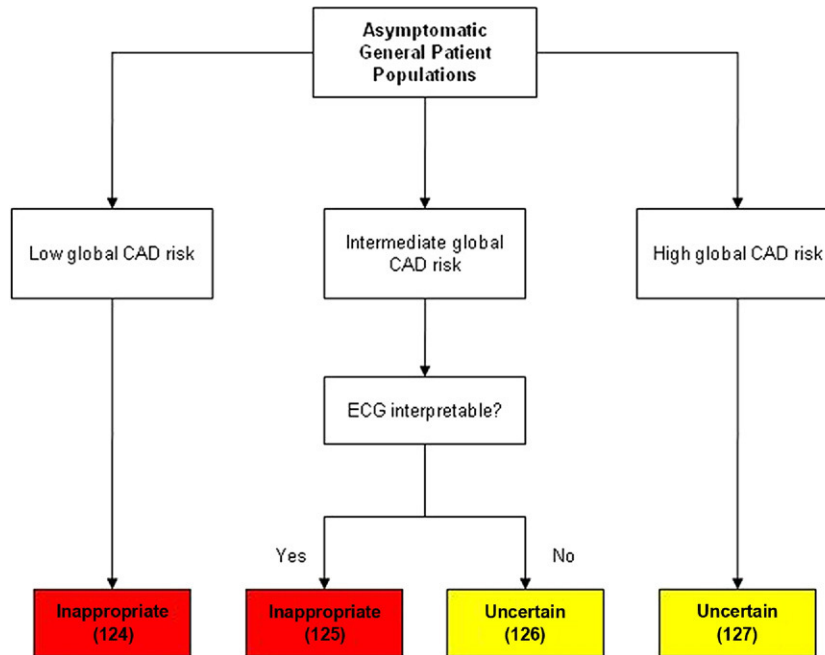 Asymptomatic
General Patient
Populations
Low global CAD risk
Intermediate global
CAD risk
High global CAD risk
ECG interpretable?
Yes
No
Inappropriate
(124)
Inappropriate
(125)
Uncertain
(126)
Uncertain
(127)